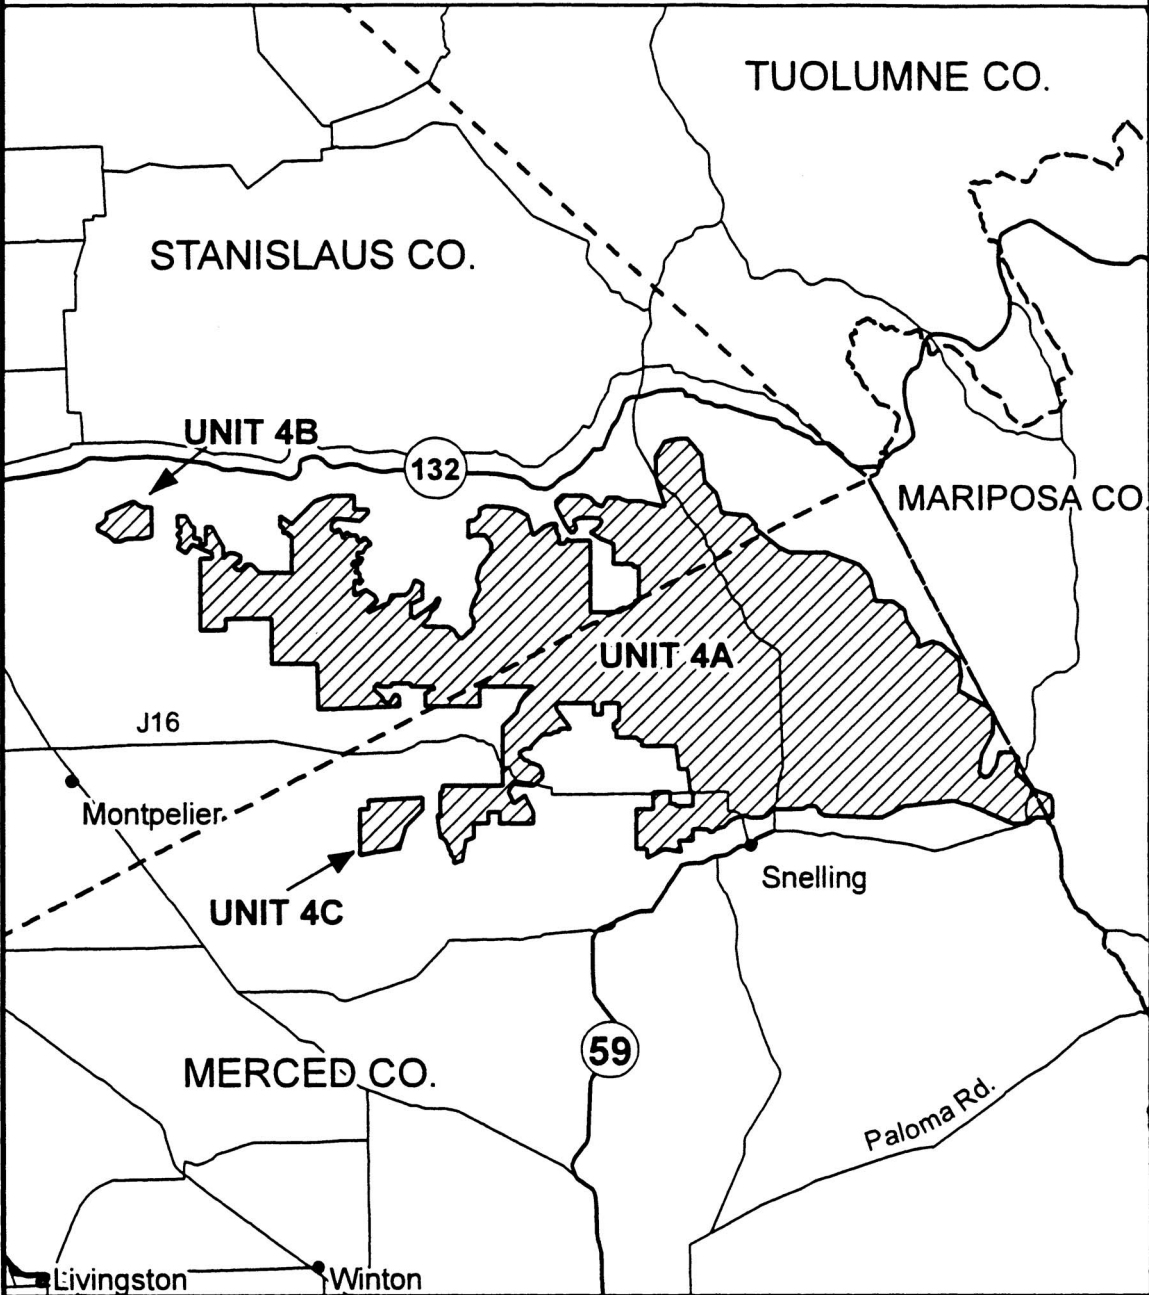 TUOLUMNE CO.
STANISLAUS CO.
UNIT 4B
132
MARIPOSA CO.
UNIT 4A
J16
Montpelier
Snelling
UNIT 4C
59
MERCED CO.
Paloma Rd.
Livingston
Winton